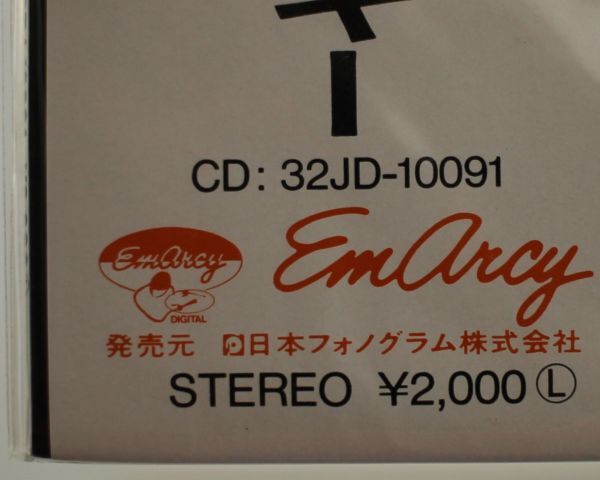 CD: 32JD-10091
EmArcy
EmArcy
DIGITAL
発売元 日本フォノグラム株式会社
STEREO ¥2,000 Ⓛ